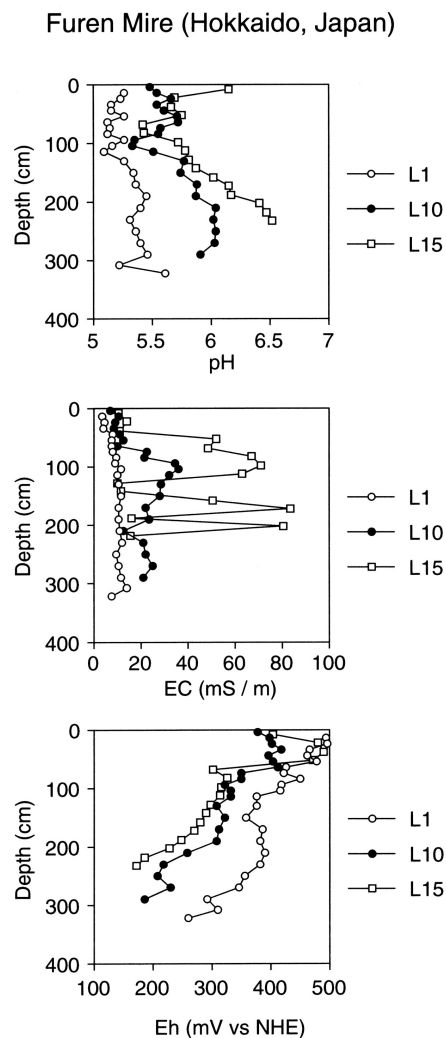 Furen Mire (Hokkaido, Japan)
0
100
200
300
400
Depth (cm)
5
5.5
6
6.5
7
pH
L1
L10
L15
0
100
200
300
400
Depth (cm)
0
20
40
60
80
100
EC (mS / m)
L1
L10
L15
0
100
200
300
400
Depth (cm)
100
200
300
400
500
Eh (mV vs NHE)
L1
L10
L15